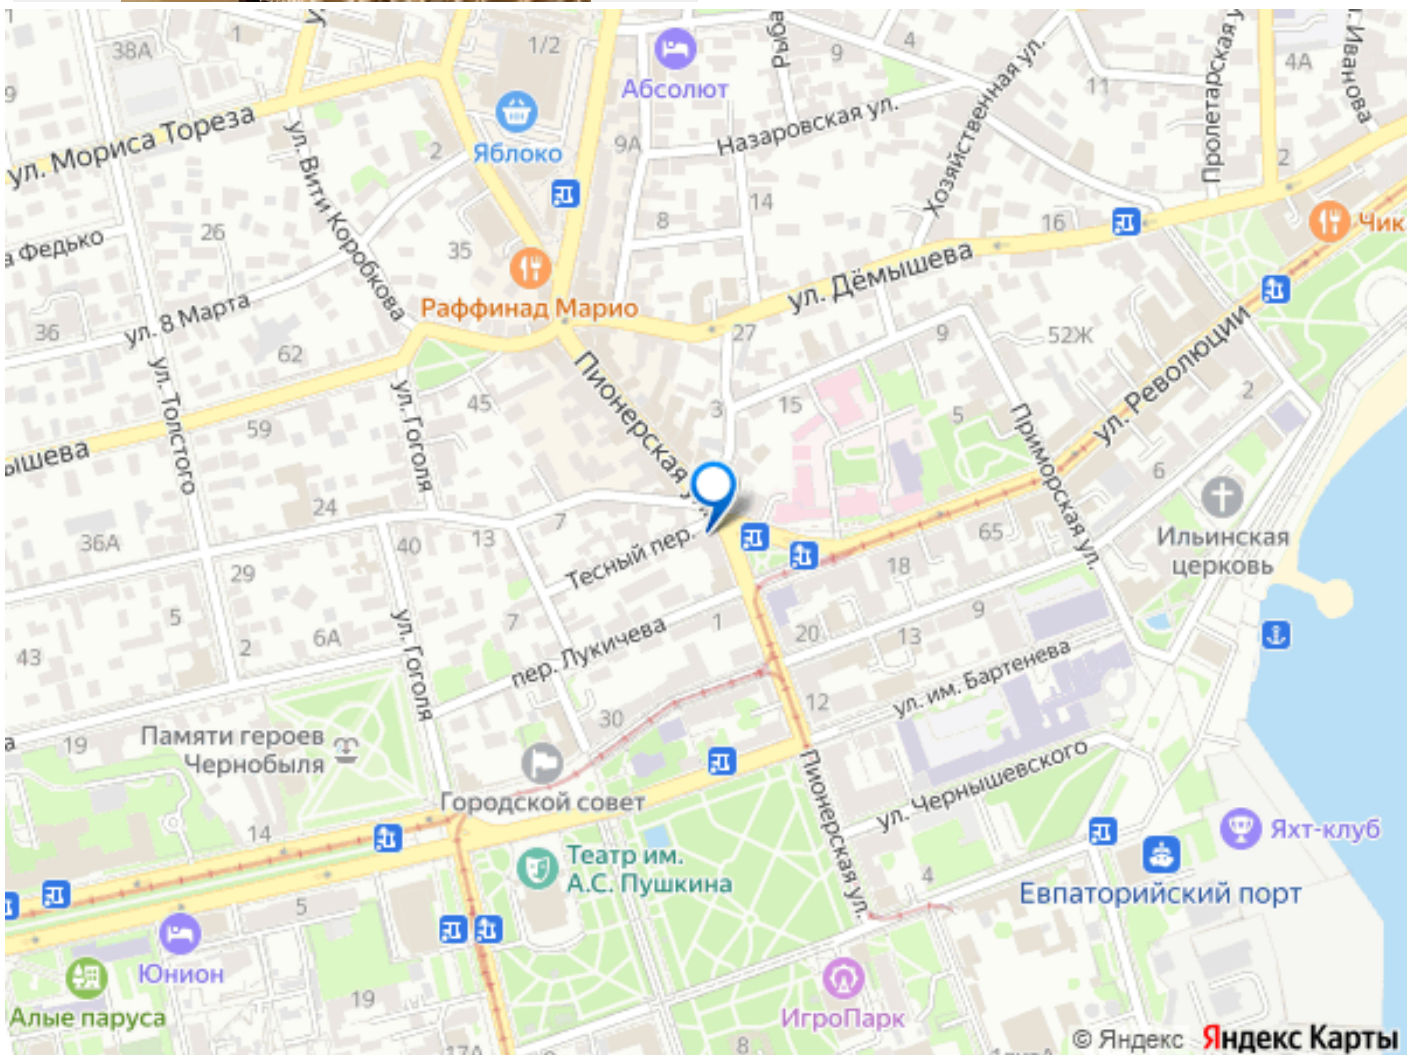 38А
1
1/2
Рыба
9
4
Пролетарская у
г. Иванова
4А
Абсолют
Хозяйственная ул.
11
9
ул. Мориса Тореза
ул. Вити Коробкова
2
Яблоко
9А
Назаровская ул.
2
26
35
8
14
16
Чик
а Федько
Раффинад Марио
ул. Дёмышева
36
ул. 8 Марта
62
27
9
52Ж
ул. Революции
2
ул. Толстого
ул. Гоголя
45
Пионерская ул.
3
15
5
Приморская ул.
59
ышева
6
24
7
36А
40
13
Тесный пер.
65
Ильинская
церковь
29
18
5
6А
ул. Гоголя
7
пер. Лукичева
1
20
13
9
43
2
ул. им. Бартенева
19
Памяти героев
Чернобыля
30
12
Пионерская ул.
ул. Чернышевского
Городской совет
14
Яхт-клуб
Театр им.
А.С. Пушкина
4
Евпаторийский порт
5
Юнион
19
Алые паруса
ИгроПарк
17А
8
© Яндекс Яндекс Карты